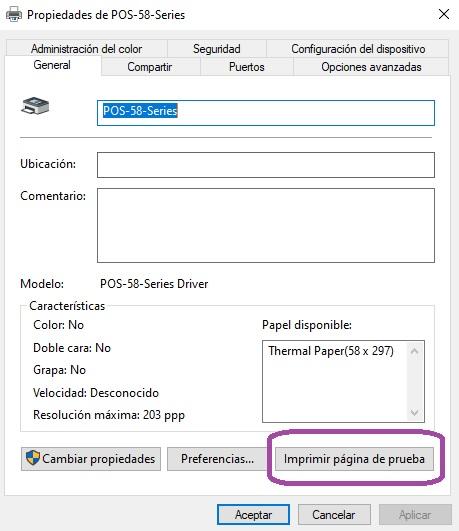 Propiedades de POS-58-Series
Administración del color Seguridad Configuración del dispositivo
General Compartir Puertos Opciones avanzadas
POS-58-Series
Ubicación:
Comentario:
Modelo: POS-58-Series Driver
Características
Color: No
Papel disponible:
Doble cara: No
Thermal Paper(58 x 297)
Grapa: No
Velocidad: Desconocido
Resolución máxima: 203 ppp
Cambiar propiedades Preferencias... Imprimir página de prueba
Aceptar Cancelar Aplicar